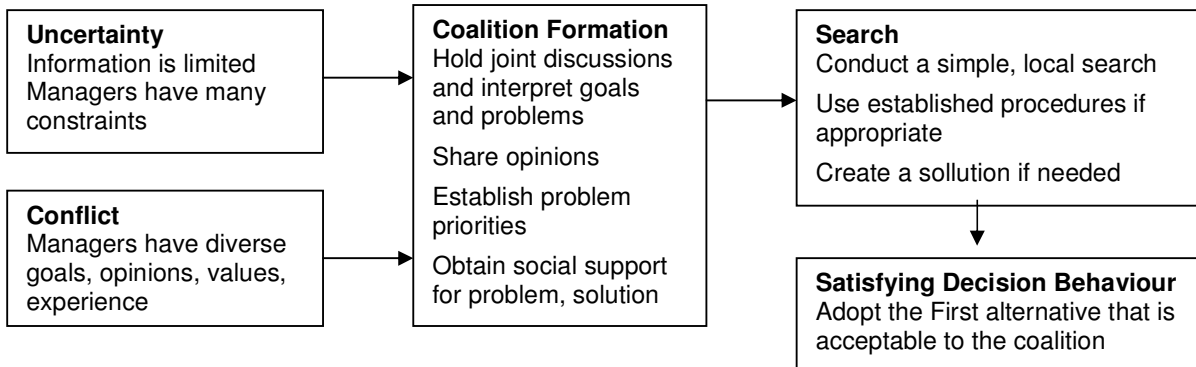 Uncertainty
Information is limited
Managers have many
constraints
Conflict
Managers have diverse
goals, opinions, values,
experience
Coalition Formation
Hold joint discussions
and interpret goals
and problems
Share opinions
Establish problem
priorities
Obtain social support
for problem, solution
Search
Conduct a simple, local search
Use established procedures if
appropriate
Create a sollution if needed
Satisfying Decision Behaviour
Adopt the First alternative that is
acceptable to the coalition